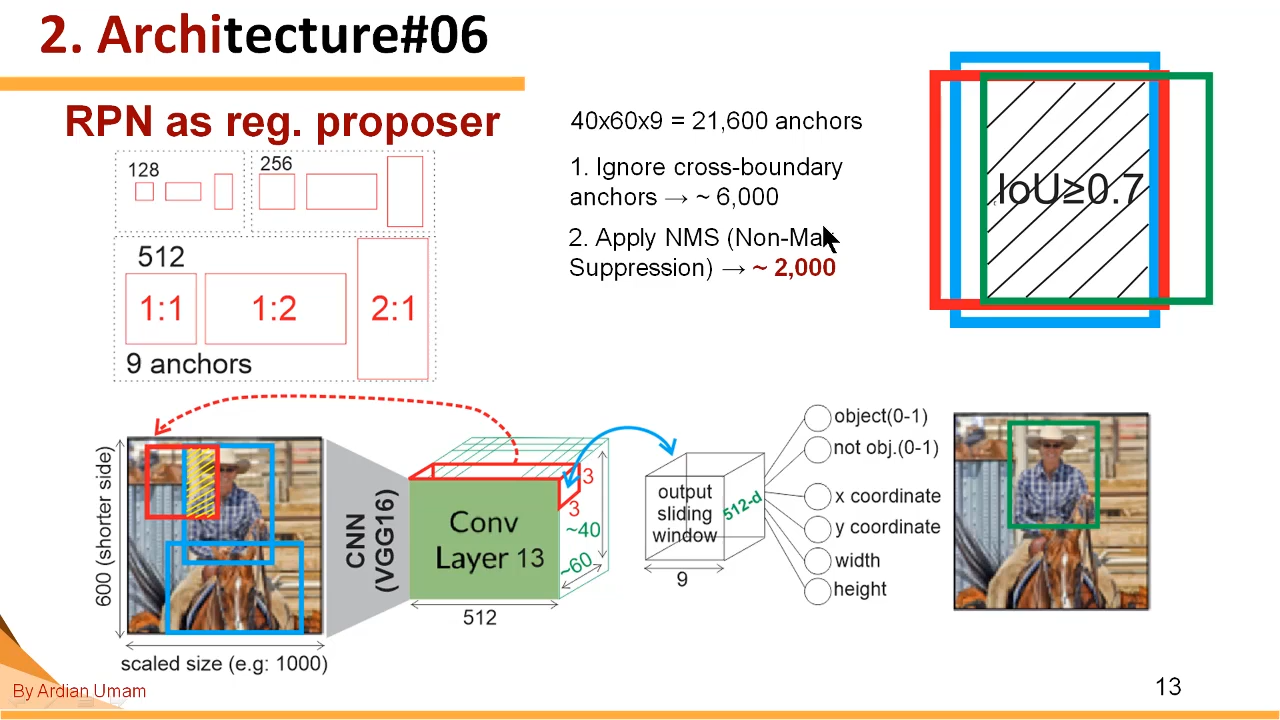 2. Architecture#06
RPN as reg. proposer
128
256
512
1:1
1:2
2:1
9 anchors
40x60x9 = 21,600 anchors
1. Ignore cross-boundary
anchors → ~ 6,000
2. Apply NMS (Non-Max
Suppression) → ~ 2,000
IoU≥0.7
600 (shorter side)
scaled size (e.g: 1000)
CNN
(VGG16)
Conv
Layer 13
3
3
~40
~60
512
output
sliding
window
512-d
9
object(0-1)
not obj.(0-1)
x coordinate
y coordinate
width
height
By Ardian Umam
13